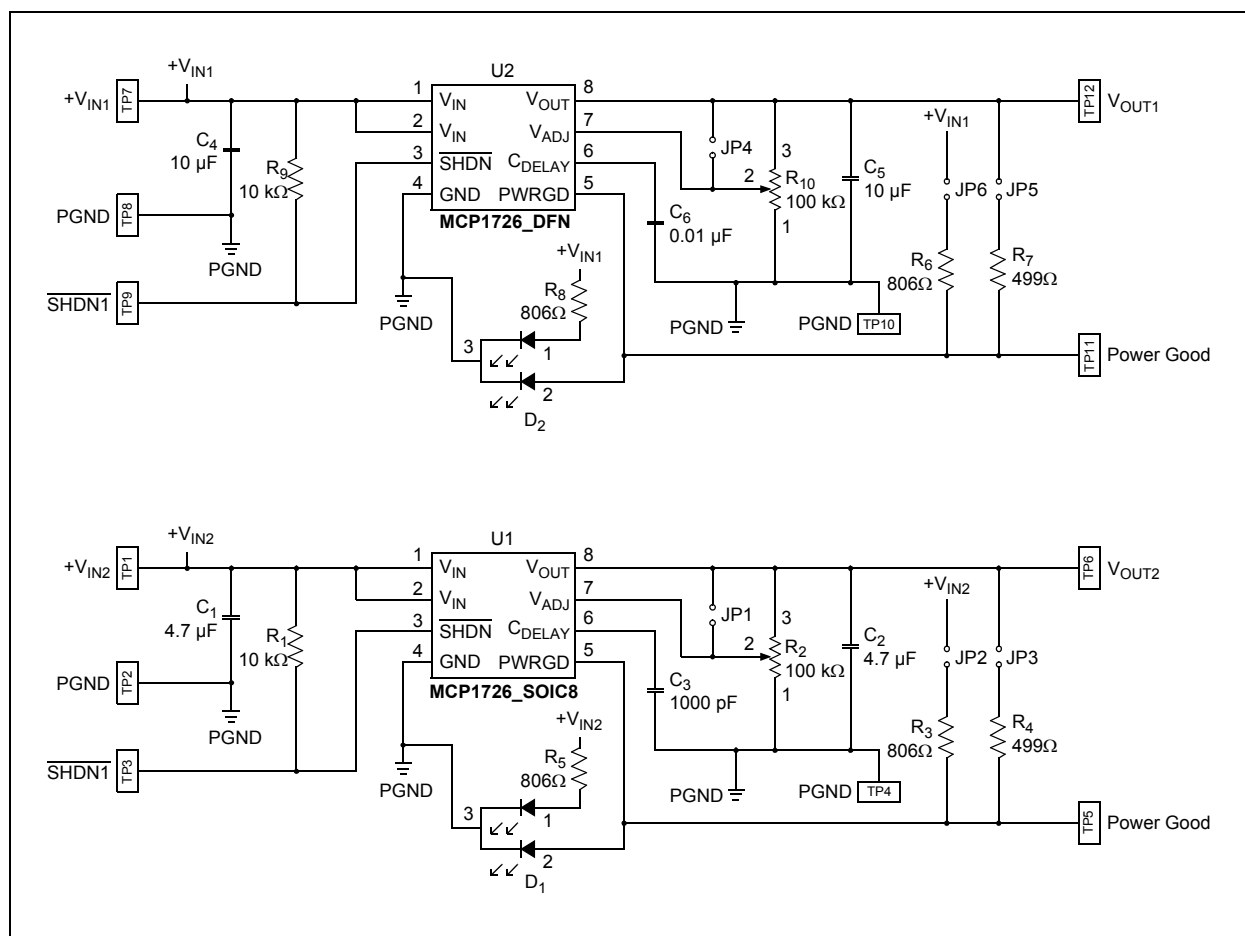 U2
+VIN1
+VIN1 TP7
1 VIN
2 VIN
3 SHDN
4 GND
VOUT 8
VADJ 7
CDELAY 6
PWRGD 5
MCP1726_DFN
C4
10 µF
R9
10 kΩ
PGND TP8
PGND
SHDN1 TP9
PGND
+VIN1
R8
806Ω
3
1
2
D2
JP4
3
2
1
R10
100 kΩ
C5
10 µF
C6
0.01 µF
PGND
PGND TP10
+VIN1
JP6
JP5
R6
806Ω
R7
499Ω
TP12 VOUT1
TP11 Power Good
U1
+VIN2
+VIN2 TP1
1 VIN
2 VIN
3 SHDN
4 GND
VOUT 8
VADJ 7
CDELAY 6
PWRGD 5
MCP1726_SOIC8
C1
4.7 µF
R1
10 kΩ
PGND TP2
PGND
SHDN1 TP3
PGND
+VIN2
R5
806Ω
3
1
2
D1
JP1
3
2
1
R2
100 kΩ
C2
4.7 µF
C3
1000 pF
PGND
PGND TP4
+VIN2
JP2
JP3
R3
806Ω
R4
499Ω
TP6 VOUT2
TP5 Power Good